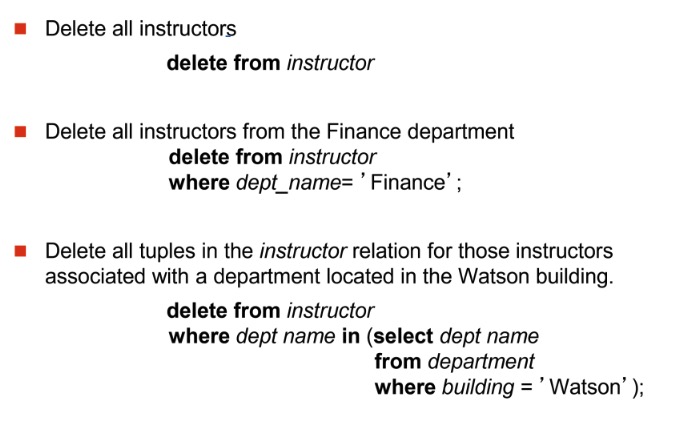 Delete all instructors
delete from instructor
Delete all instructors from the Finance department
delete from instructor
where dept_name= ’Finance’;
Delete all tuples in the instructor relation for those instructors
associated with a department located in the Watson building.
delete from instructor
where dept name in (select dept name
from department
where building = ’Watson’);